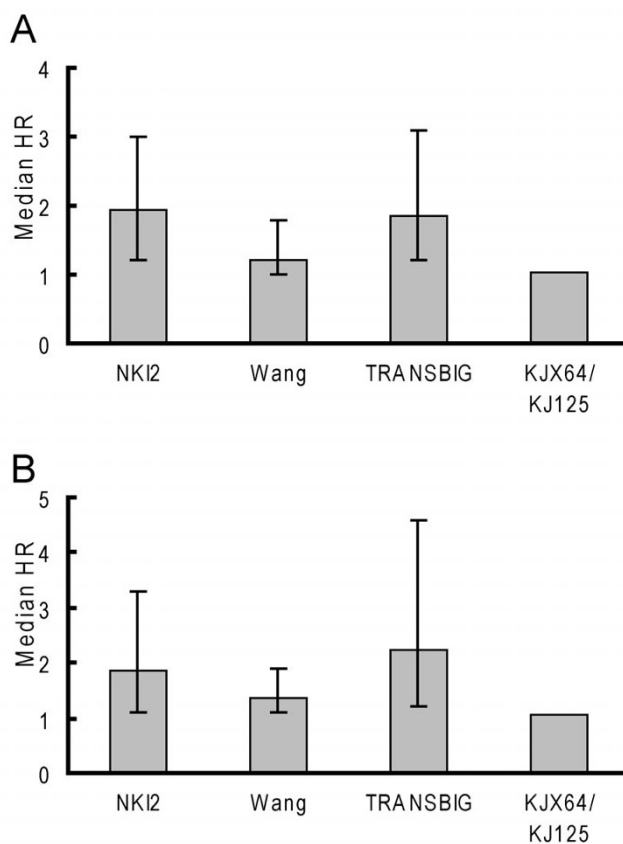 A
Median HR
4
3
2
1
0
NKI2
Wang
TRANSBIG
KJX64/
KJ125
B
Median HR
5
4
3
2
1
0
NKI2
Wang
TRANSBIG
KJX64/
KJ125